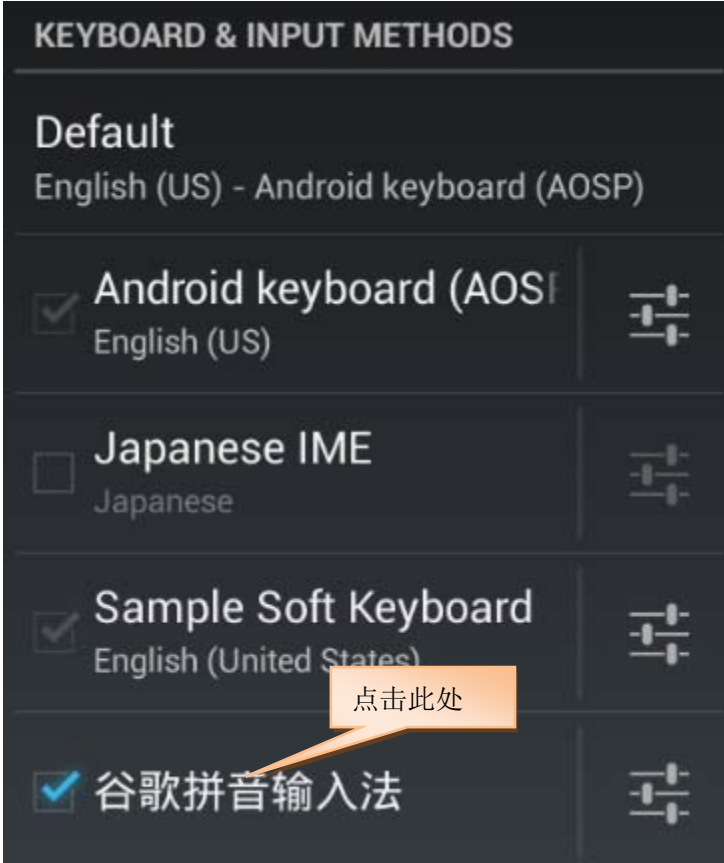 KEYBOARD & INPUT METHODS
Default
English (US) - Android keyboard (AOSP)
Android keyboard (AOSP
English (US)
Japanese IME
Japanese
Sample Soft Keyboard
English (United States)
点击此处
谷歌拼音输入法